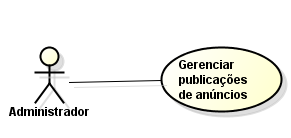 Gerenciar
publicações
de anúncios
Administrador